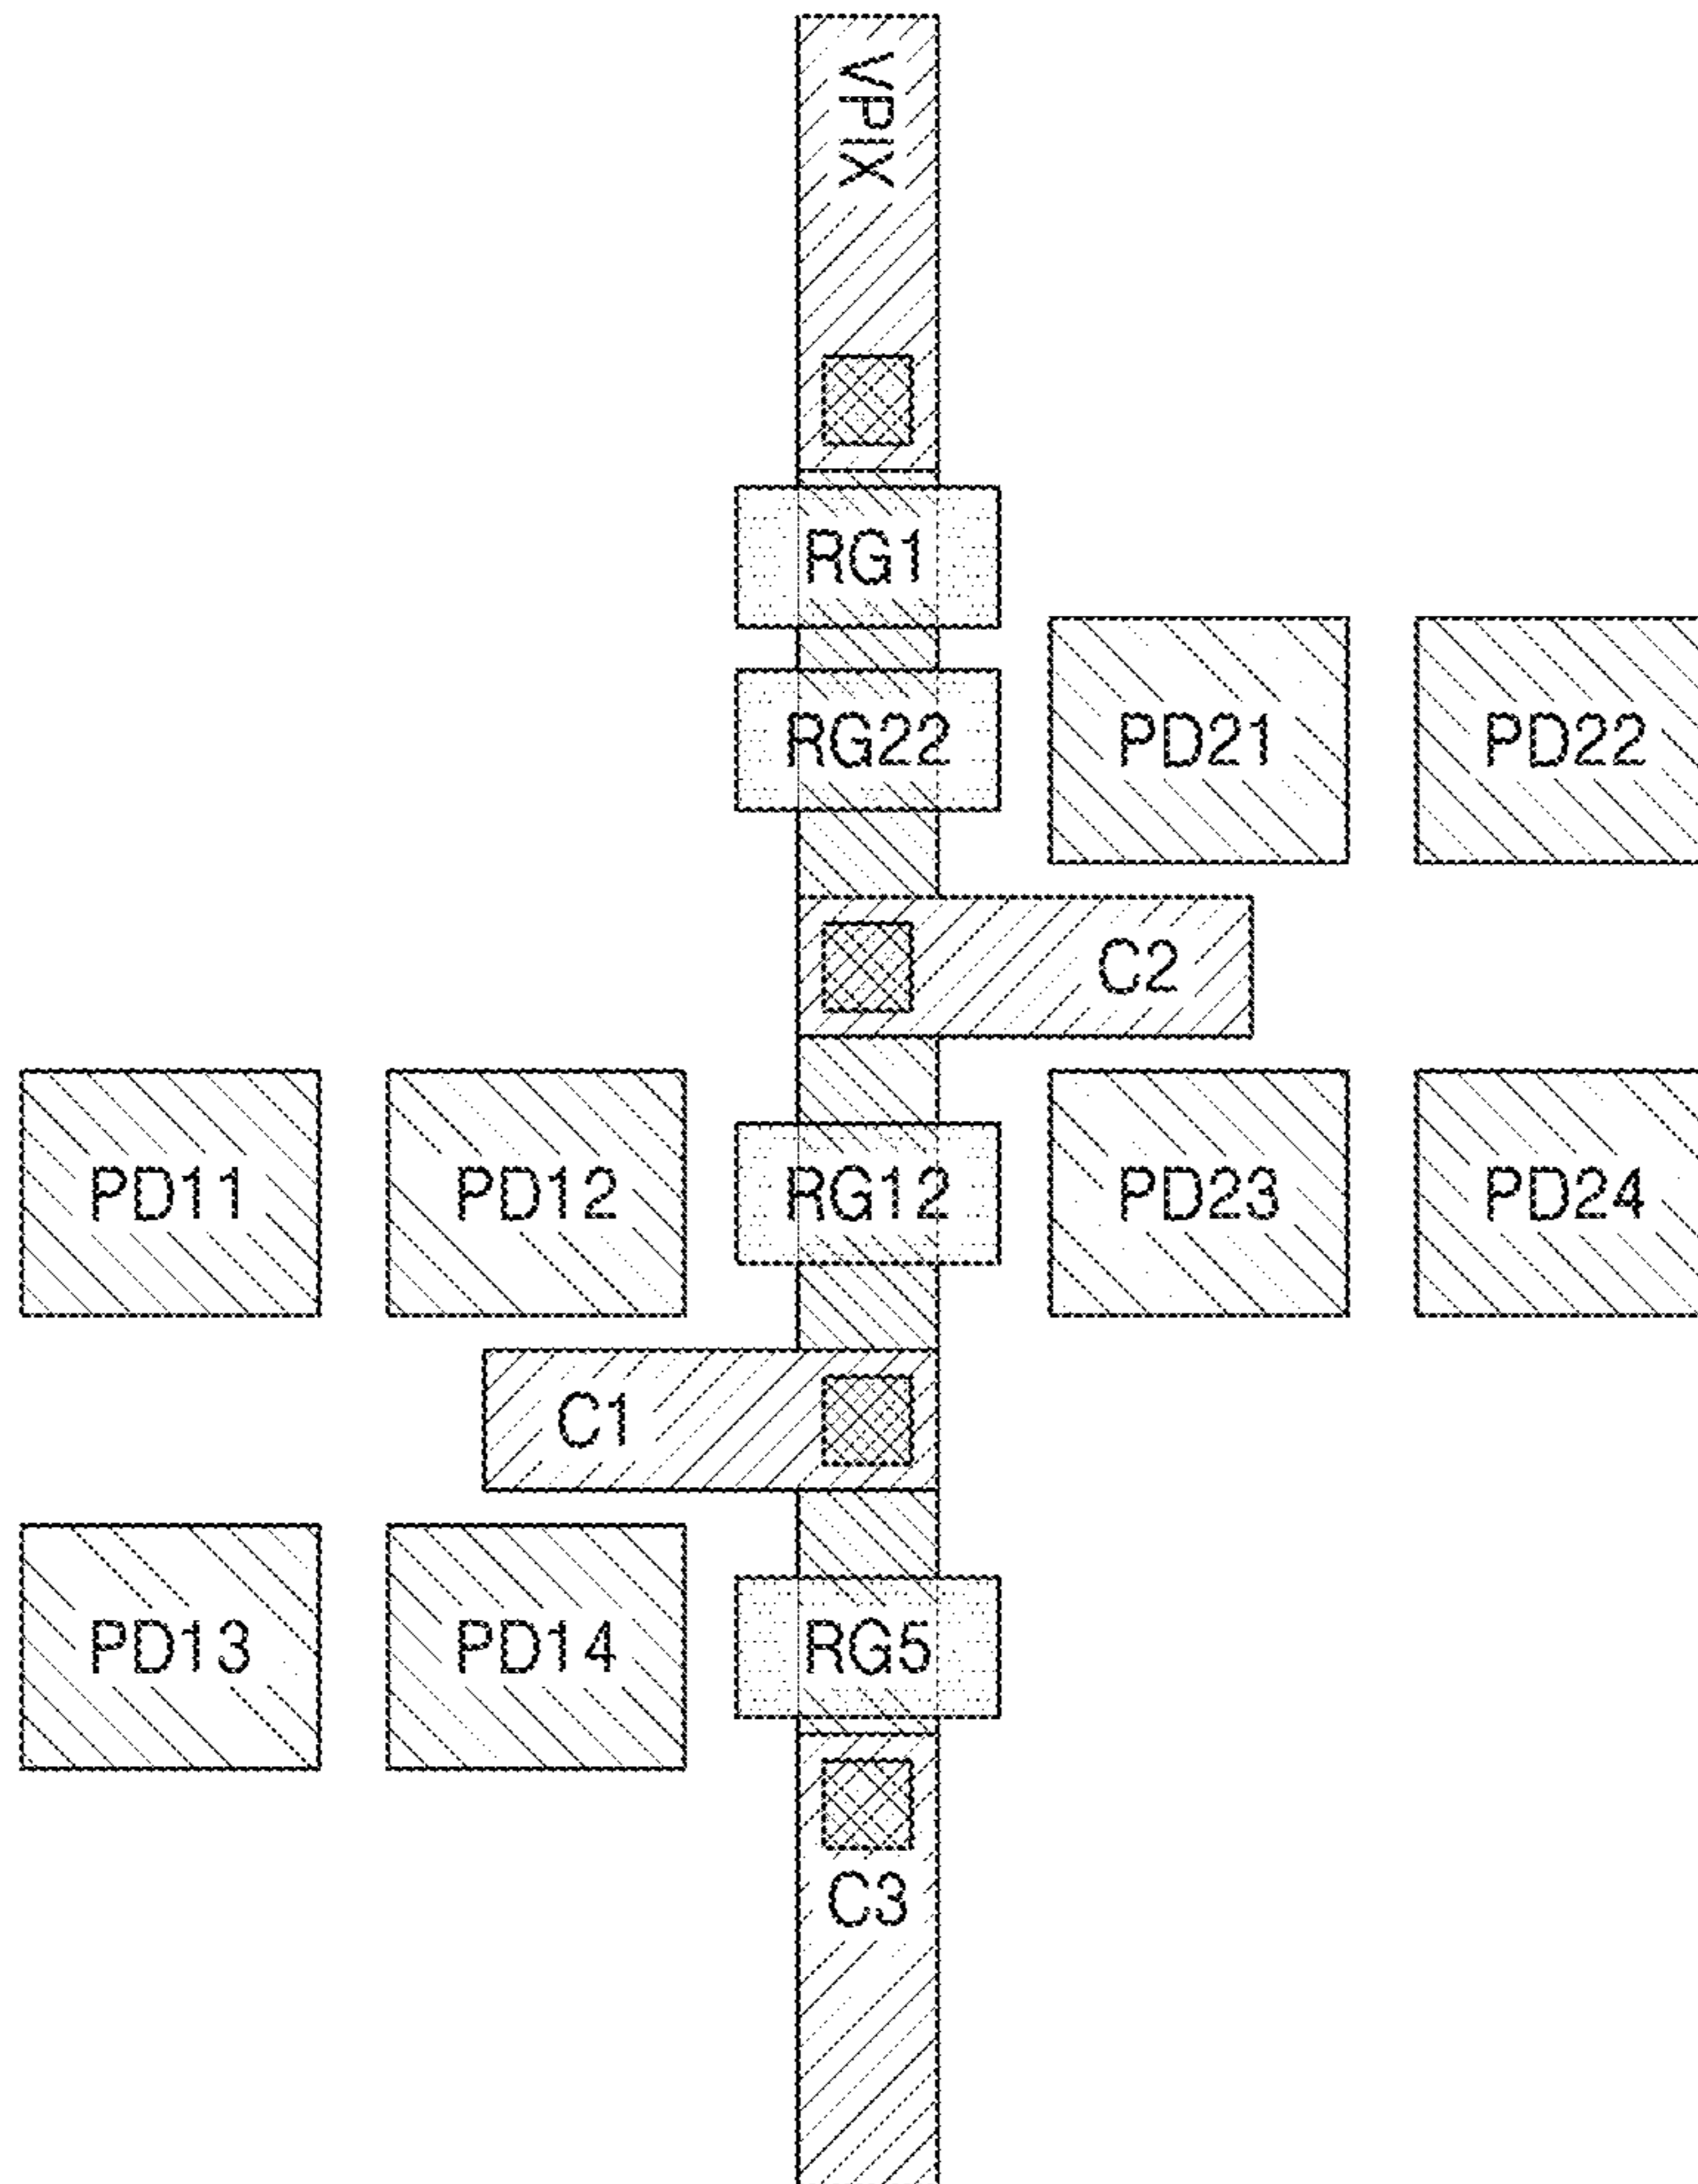 VPIX
RG1
RG22
PD21
PD22
C2
PD11
PD12
RG12
PD23
PD24
C1
PD13
PD14
RG5
C3